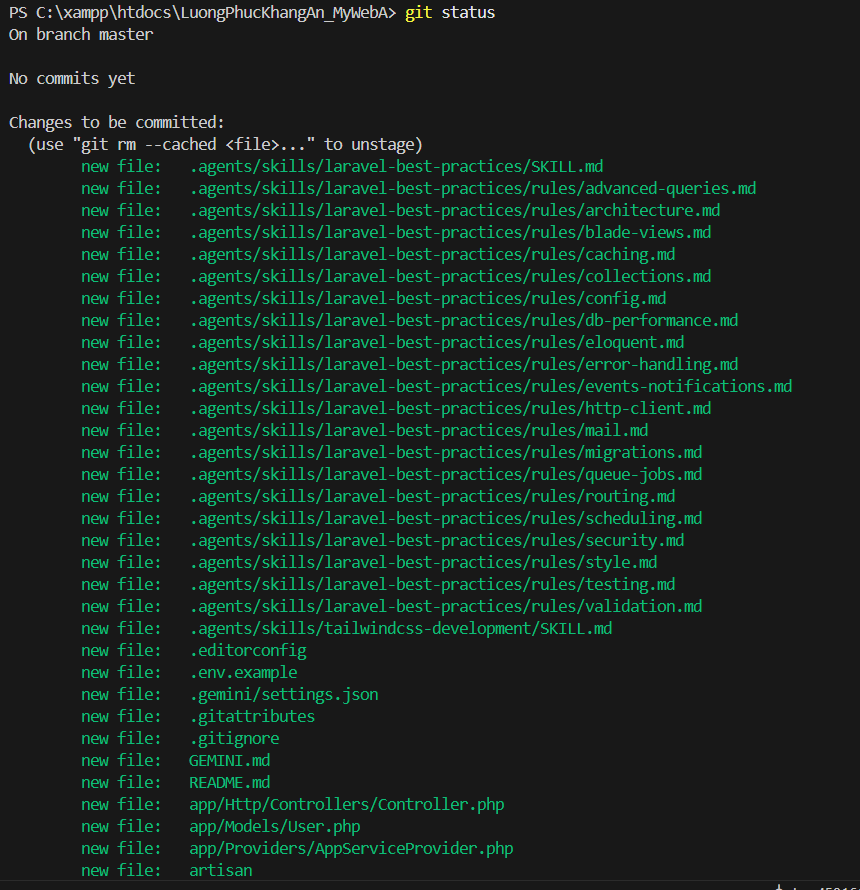 PS C:\xampp\htdocs\LuongPhucKhangAn_MyWebA> git status
On branch master
No commits yet
Changes to be committed:
(use "git rm --cached <file>..." to unstage)
new file: .agents/skills/laravel-best-practices/SKILL.md
new file: .agents/skills/laravel-best-practices/rules/advanced-queries.md
new file: .agents/skills/laravel-best-practices/rules/architecture.md
new file: .agents/skills/laravel-best-practices/rules/blade-views.md
new file: .agents/skills/laravel-best-practices/rules/caching.md
new file: .agents/skills/laravel-best-practices/rules/collections.md
new file: .agents/skills/laravel-best-practices/rules/config.md
new file: .agents/skills/laravel-best-practices/rules/db-performance.md
new file: .agents/skills/laravel-best-practices/rules/eloquent.md
new file: .agents/skills/laravel-best-practices/rules/error-handling.md
new file: .agents/skills/laravel-best-practices/rules/events-notifications.md
new file: .agents/skills/laravel-best-practices/rules/http-client.md
new file: .agents/skills/laravel-best-practices/rules/mail.md
new file: .agents/skills/laravel-best-practices/rules/migrations.md
new file: .agents/skills/laravel-best-practices/rules/queue-jobs.md
new file: .agents/skills/laravel-best-practices/rules/routing.md
new file: .agents/skills/laravel-best-practices/rules/scheduling.md
new file: .agents/skills/laravel-best-practices/rules/security.md
new file: .agents/skills/laravel-best-practices/rules/style.md
new file: .agents/skills/laravel-best-practices/rules/testing.md
new file: .agents/skills/laravel-best-practices/rules/validation.md
new file: .agents/skills/tailwindcss-development/SKILL.md
new file: .editorconfig
new file: .env.example
new file: .gemini/settings.json
new file: .gitattributes
new file: .gitignore
new file: GEMINI.md
new file: README.md
new file: app/Http/Controllers/Controller.php
new file: app/Models/User.php
new file: app/Providers/AppServiceProvider.php
new file: artisan